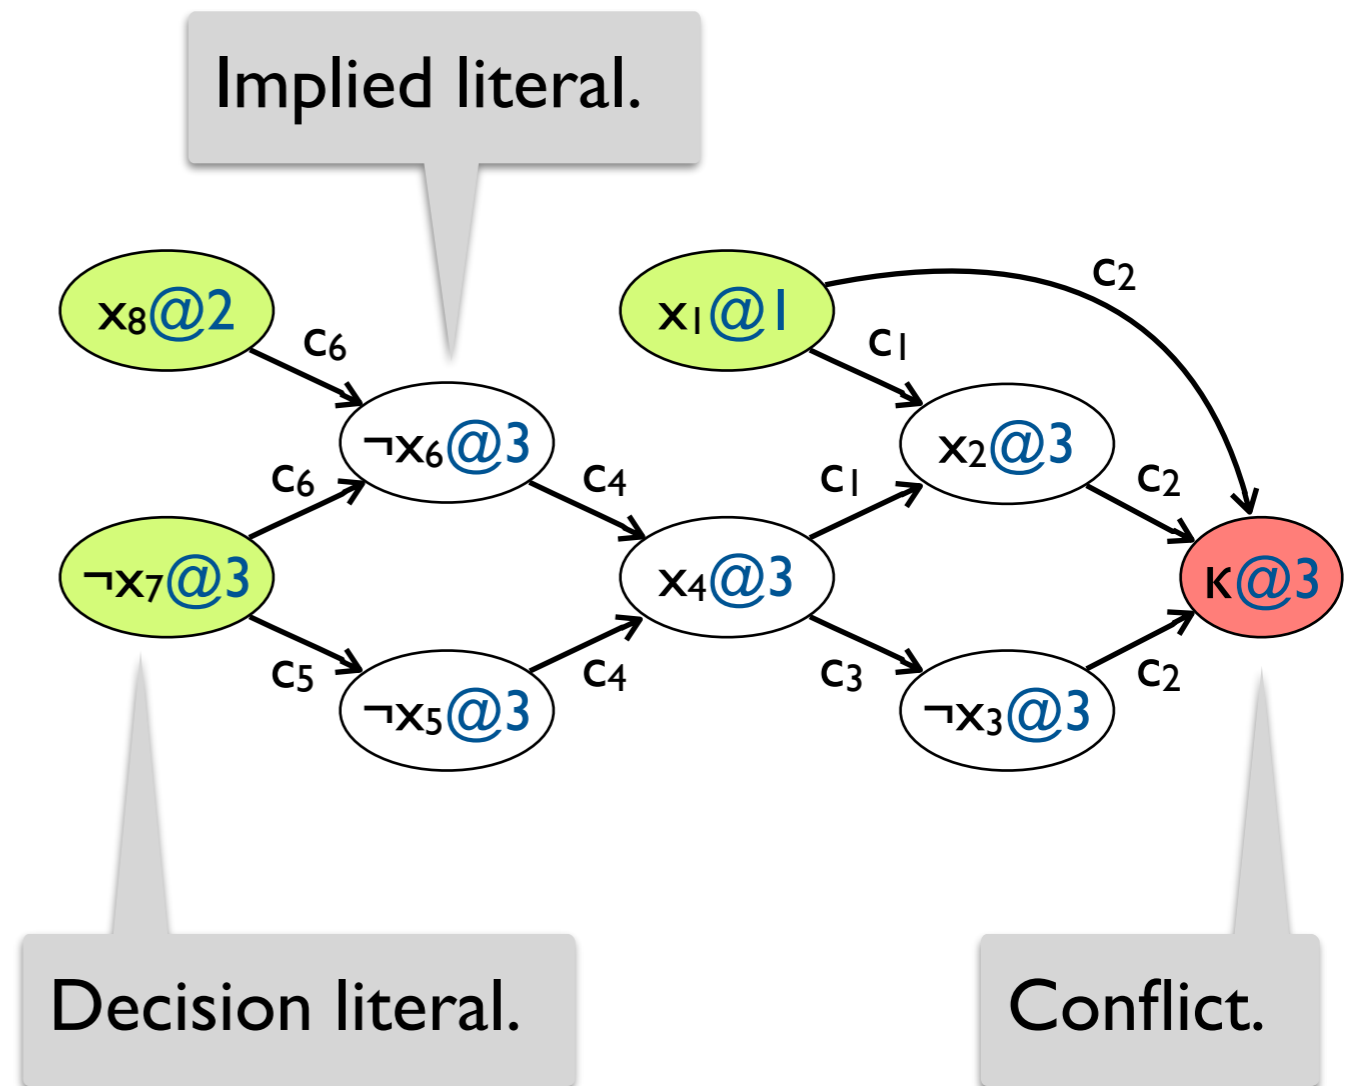 Implied literal.
c₂
x₈@2
x₁@1
c₆
c₁
¬x₆@3
x₂@3
c₆
c₄
c₁
c₂
¬x₇@3
x₄@3
κ@3
c₅
c₄
c₃
c₂
¬x₅@3
¬x₃@3
Decision literal.
Conflict.